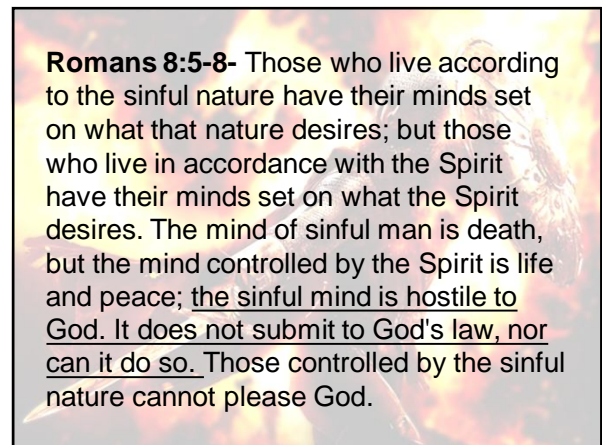 Romans 8:5-8- Those who live according
to the sinful nature have their minds set
on what that nature desires; but those
who live in accordance with the Spirit
have their minds set on what the Spirit
desires. The mind of sinful man is death,
but the mind controlled by the Spirit is life
and peace; the sinful mind is hostile to
God. It does not submit to God's law, nor
can it do so. Those controlled by the sinful
nature cannot please God.